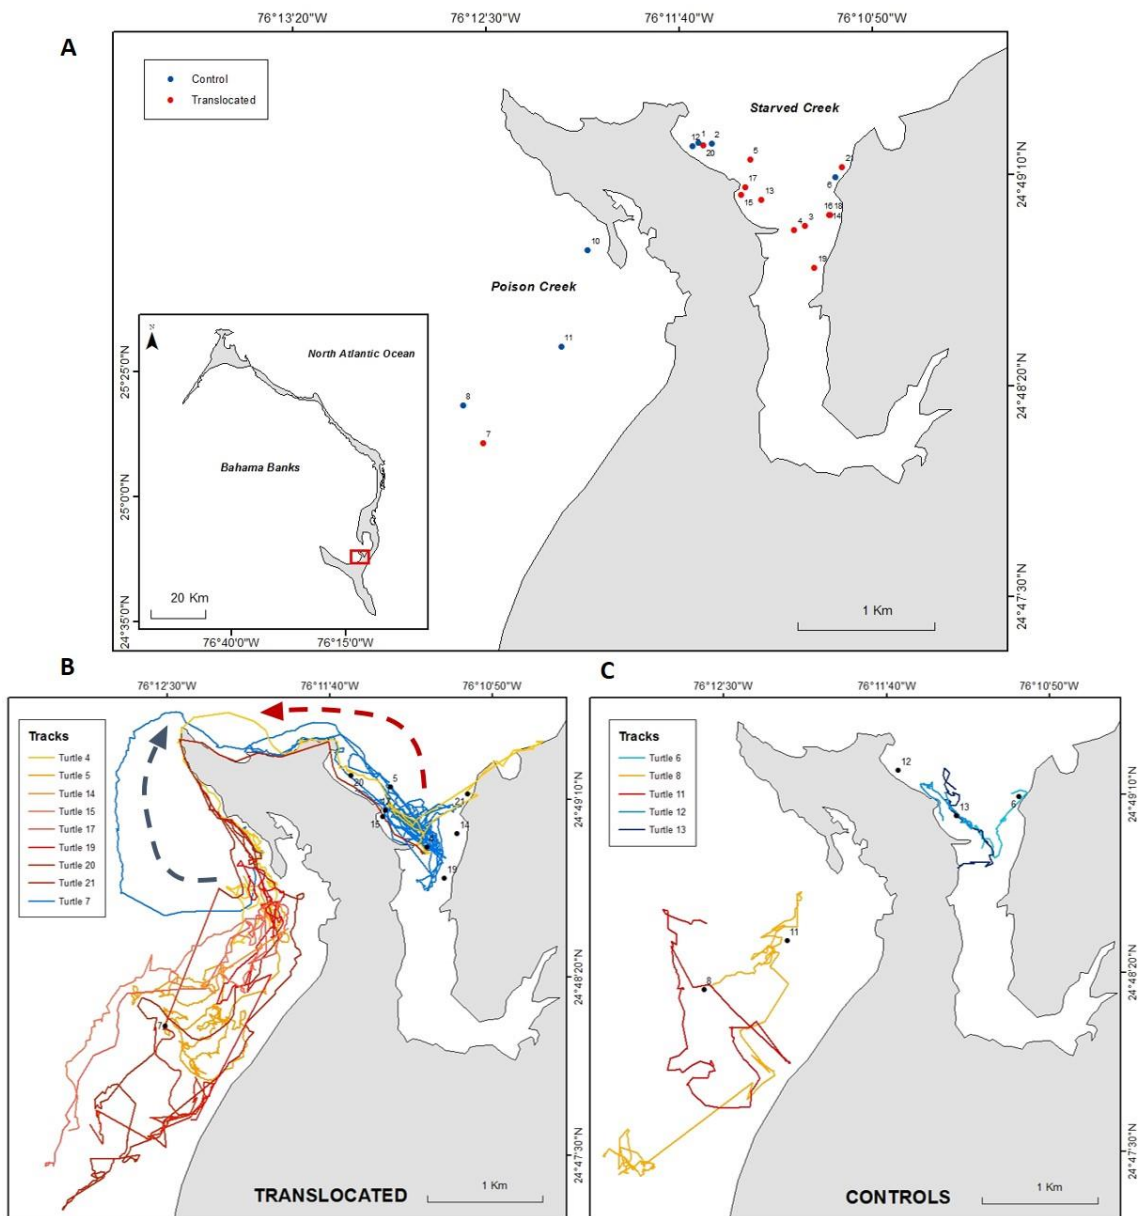 76°13'20"W 76°12'30"W 76°11'40"W 76°10'50"W
A
Control
Translocated
Starved Creek
12 1 2
20
5
21
6
17
15
13
16 18
14
4 3
19
10
Poison Creek
11
8
7
24°49'10"N
24°48'20"N
24°47'30"N
1 Km
N
North Atlantic Ocean
Bahama Banks
25°25'0"N
25°0'0"N
24°35'0"N
20 Km
76°40'0"W 76°15'0"W
B
76°12'30"W 76°11'40"W 76°10'50"W
Tracks
Turtle 4
Turtle 5
Turtle 14
Turtle 15
Turtle 17
Turtle 19
Turtle 20
Turtle 21
Turtle 7
20
5
21
17
15
14
19
7
24°49'10"N
24°48'20"N
24°47'30"N
1 Km
TRANSLOCATED
C
76°12'30"W 76°11'40"W 76°10'50"W
Tracks
Turtle 6
Turtle 8
Turtle 11
Turtle 12
Turtle 13
12
13
6
11
8
24°49'10"N
24°48'20"N
24°47'30"N
1 Km
CONTROLS